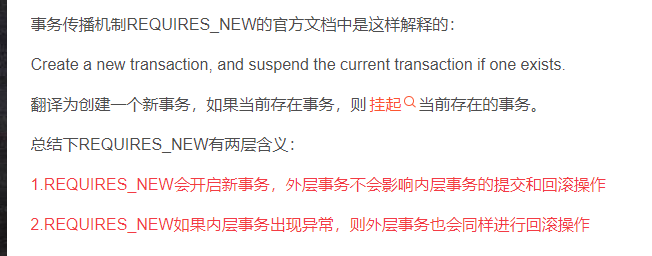 事务传播机制REQUIRES_NEW的官方文档中是这样解释的：
Create a new transaction, and suspend the current transaction if one exists.
翻译为创建一个新事务，如果当前存在事务，则挂起当前存在的事务。
总结下REQUIRES_NEW有两层含义：
1.REQUIRES_NEW会开启新事务，外层事务不会影响内层事务的提交和回滚操作
2.REQUIRES_NEW如果内层事务出现异常，则外层事务也会同样进行回滚操作